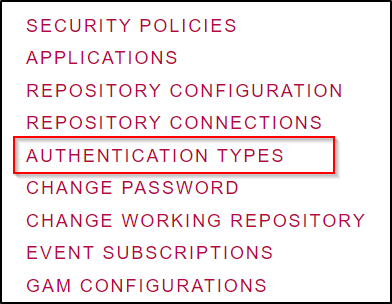 SECURITY POLICIES
APPLICATIONS
REPOSITORY CONFIGURATION
REPOSITORY CONNECTIONS
AUTHENTICATION TYPES
CHANGE PASSWORD
CHANGE WORKING REPOSITORY
EVENT SUBSCRIPTIONS
GAM CONFIGURATIONS